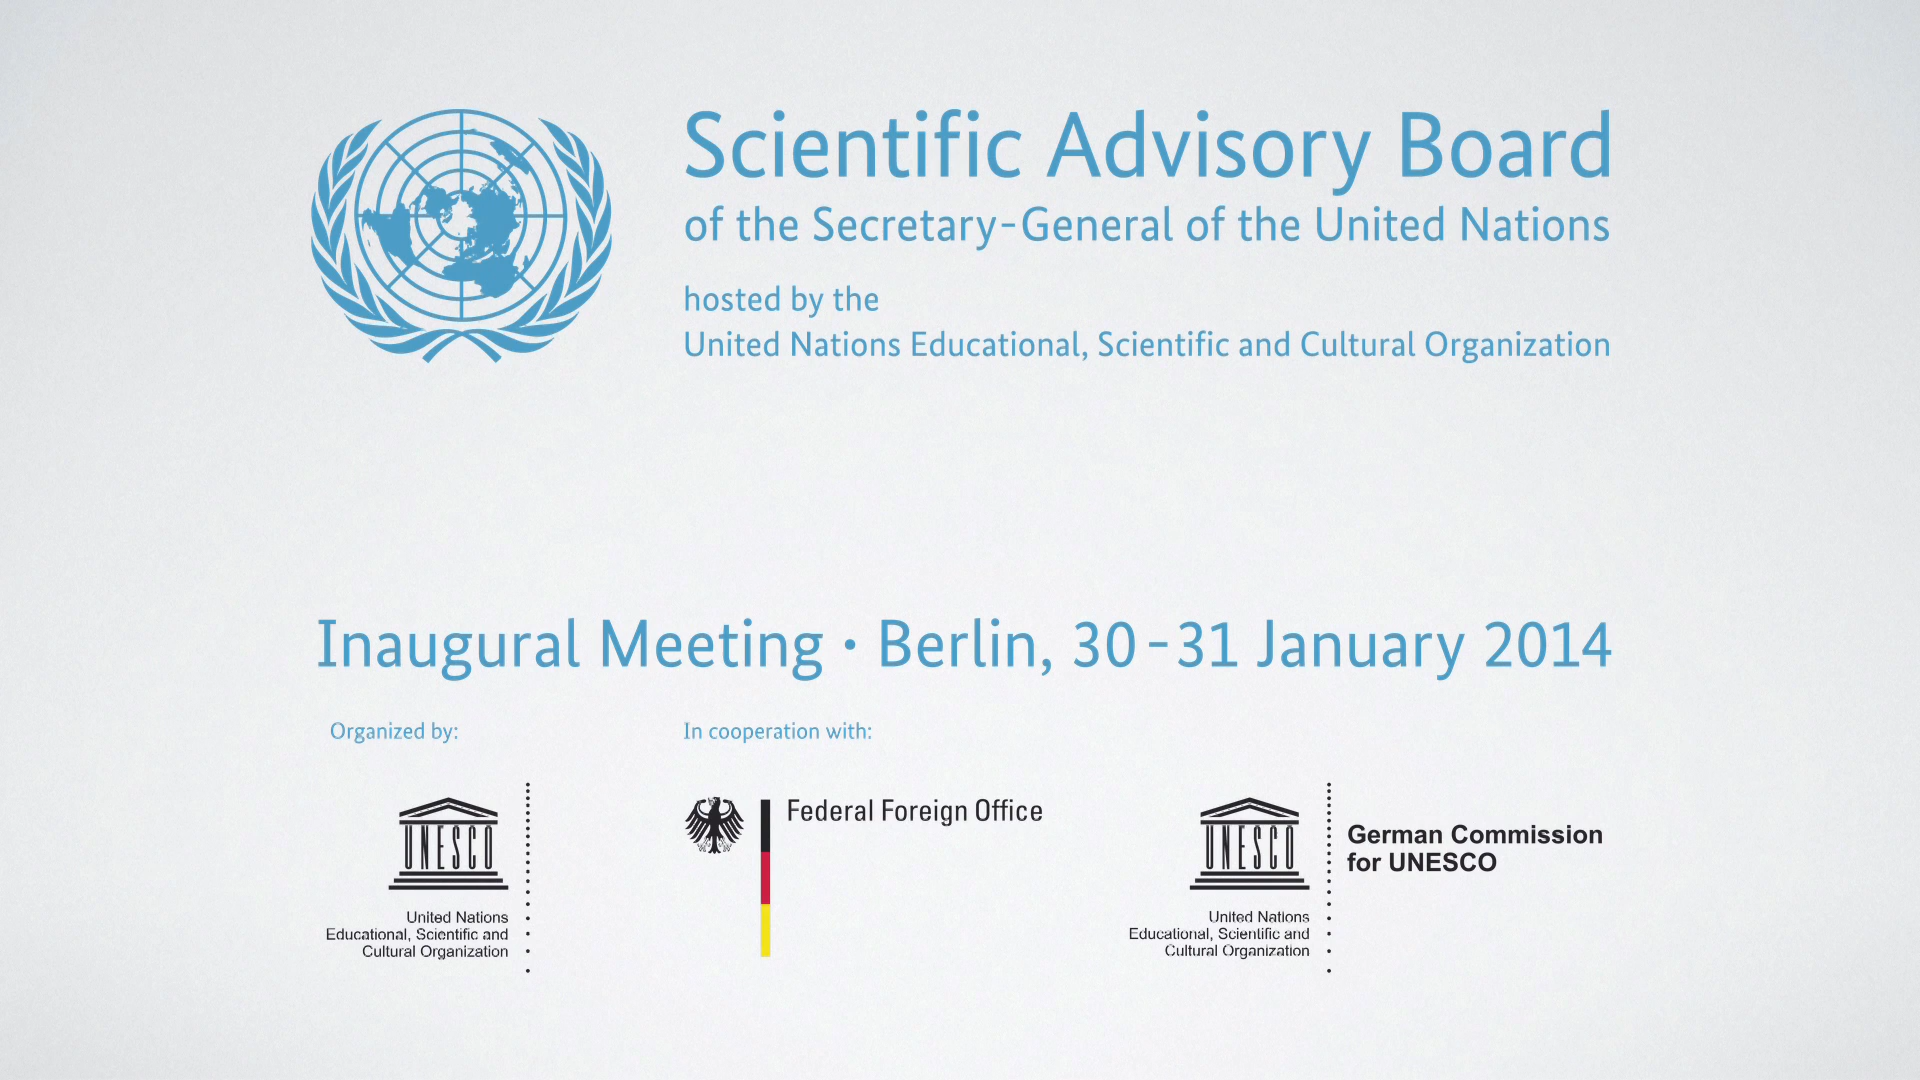 Scientific Advisory Board
of the Secretary-General of the United Nations
hosted by the
United Nations Educational, Scientific and Cultural Organization
Inaugural Meeting · Berlin, 30-31 January 2014
Organized by:
In cooperation with:
UNESCO
United Nations
Educational, Scientific and
Cultural Organization
Federal Foreign Office
UNESCO
United Nations
Educational, Scientific and
Cultural Organization
German Commission
for UNESCO